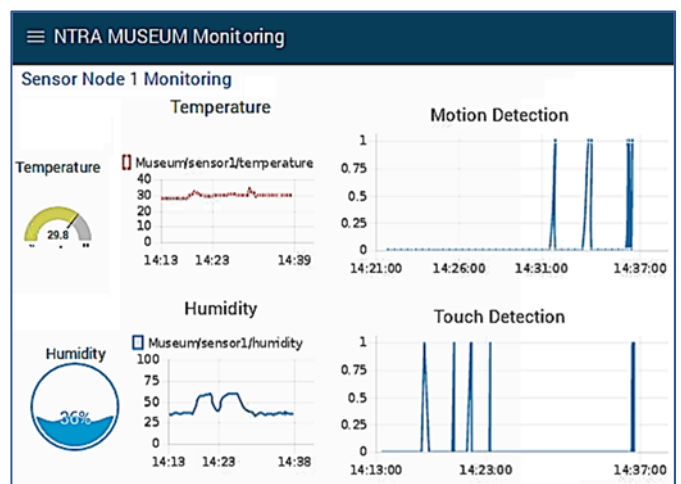 ≡ NTRA MUSEUM Monitoring
Sensor Node 1 Monitoring
Temperature
Temperature
29.8
Museum/sensor1/temperature
40
30
20
10
0
14:13 14:23 14:39
Motion Detection
1
0.75
0.5
0.25
0
14:21:00 14:26:00 14:31:00 14:37:00
Humidity
Humidity
36%
Museum/sensor1/humidity
100
75
50
25
0
14:13 14:23 14:38
Touch Detection
1
0.75
0.5
0.25
0
14:13:00 14:23:00 14:37:00